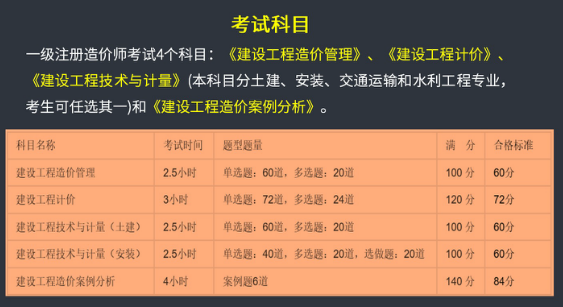 考试科目
一级注册造价师考试4个科目：《建设工程造价管理》、《建设工程计价》、
《建设工程技术与计量》(本科目分土建、安装、交通运输和水利工程专业，
考生可任选其一)和《建设工程造价案例分析》。
科目名称 考试时间 题型题量 满 分 合格标准
建设工程造价管理 2.5小时 单选题：60道，多选题：20道 100 分 60分
建设工程计价 3小时 单选题：72道，多选题：24道 120 分 72分
建设工程技术与计量（土建） 2.5小时 单选题：60道，多选题：20道 100 分 60分
建设工程技术与计量（安装） 2.5小时 单选题：40道，多选题：20道，选做题：20道 100 分 60分
建设工程造价案例分析 4小时 案例题6道 140 分 84分